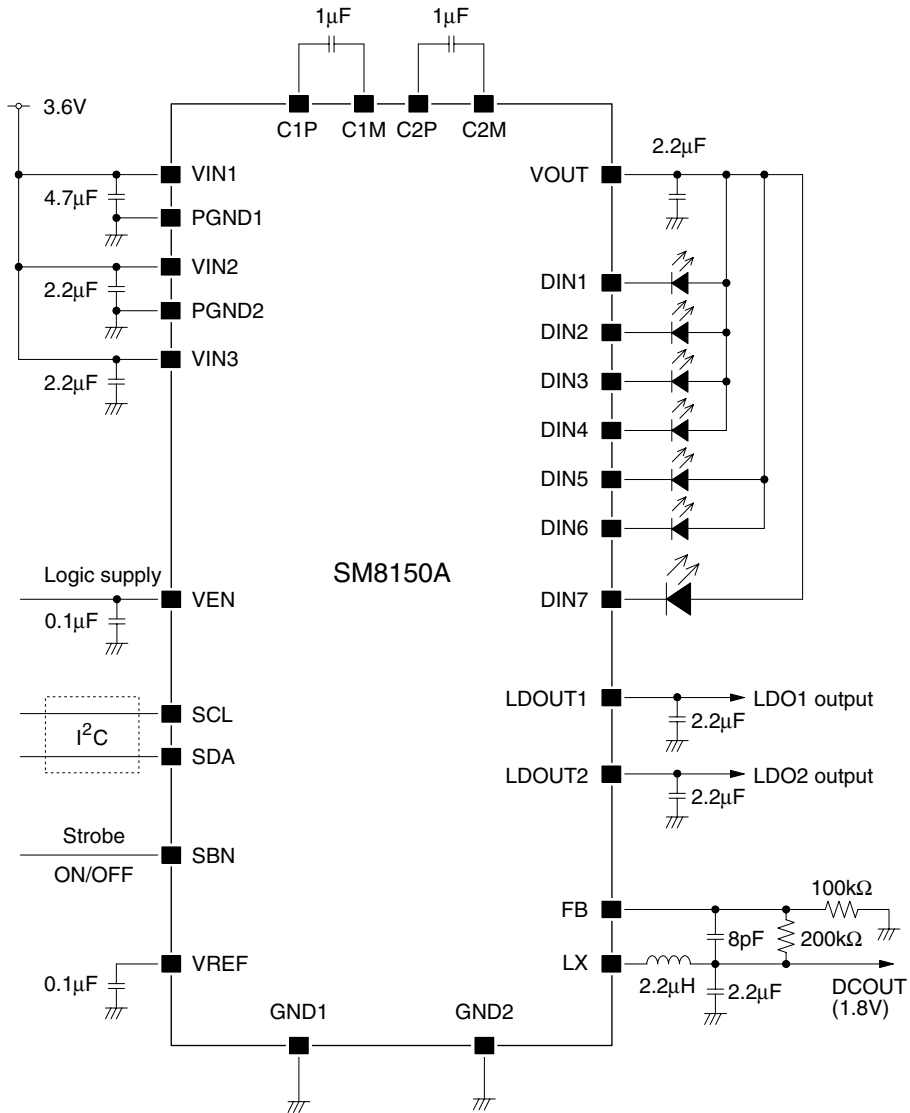 1μF
1μF
3.6V
C1P
C1M
C2P
C2M
VIN1
4.7μF
PGND1
VIN2
2.2μF
PGND2
VIN3
2.2μF
VOUT
2.2μF
DIN1
DIN2
DIN3
DIN4
DIN5
DIN6
DIN7
SM8150A
Logic supply
VEN
0.1μF
SCL
I²C
SDA
Strobe
SBN
ON/OFF
VREF
0.1μF
LDOUT1
LDO1 output
2.2μF
LDOUT2
LDO2 output
2.2μF
FB
100kΩ
8pF
200kΩ
LX
2.2μH
2.2μF
DCOUT
(1.8V)
GND1
GND2